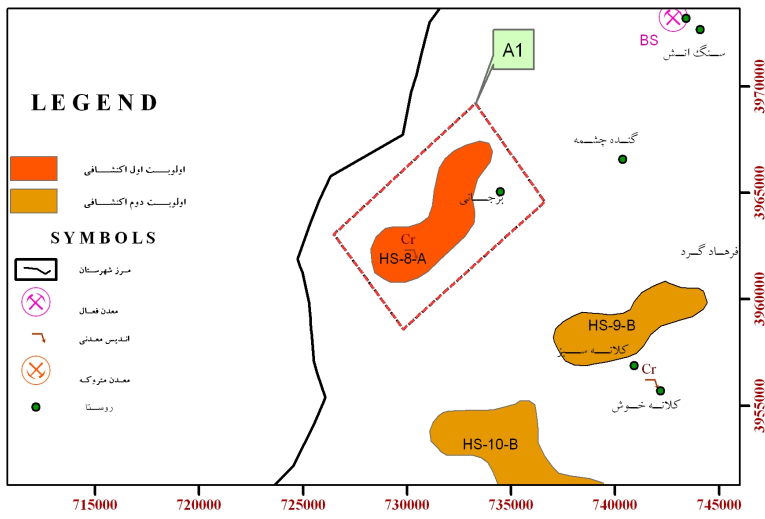 BS
سنگ اتش
A1
3970000
LEGEND
گنده چشمه
اولویت اول اکتشافی
اولویت دوم اکتشافی
3965000
برجانی
SYMBOLS
Cr
HS-8-A
فرهاد گرد
مرز شهرستان
3960000
معدن فعال
HS-9-B
اندیس معدنی
کلاته سبز
Cr
معدن متروکه
روستا
کلاته خوش
3955000
HS-10-B
715000 720000 725000 730000 735000 740000 745000